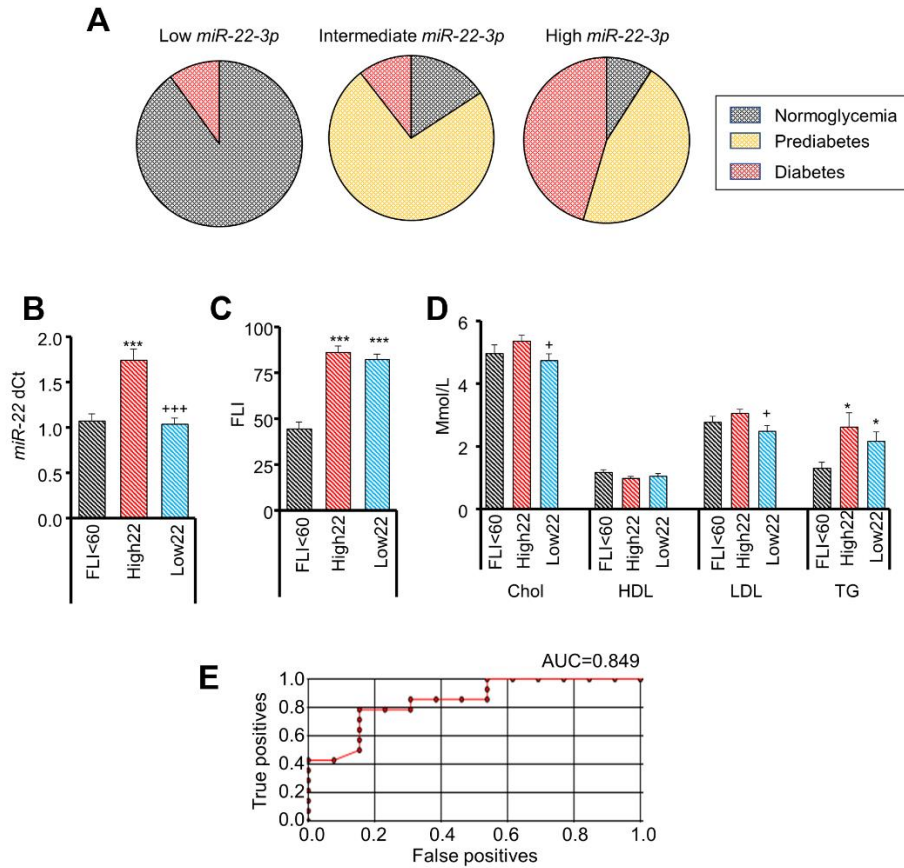 A
Low miR-22-3p
Intermediate miR-22-3p
High miR-22-3p
Normoglycemia
Prediabetes
Diabetes
B
miR-22 dCt
2.0
1.5
1.0
0.5
0.0
***
+++
FLI<60
High22
Low22
C
FLI
100
75
50
25
0
***
***
FLI<60
High22
Low22
D
Mmol/L
6
4
2
0
+
+
*
*
FLI<60
High22
Low22
FLI<60
High22
Low22
FLI<60
High22
Low22
FLI<60
High22
Low22
Chol
HDL
LDL
TG
E
AUC=0.849
True positives
1.0
0.8
0.6
0.4
0.2
0.0
0.0
0.2
0.4
0.6
0.8
1.0
False positives